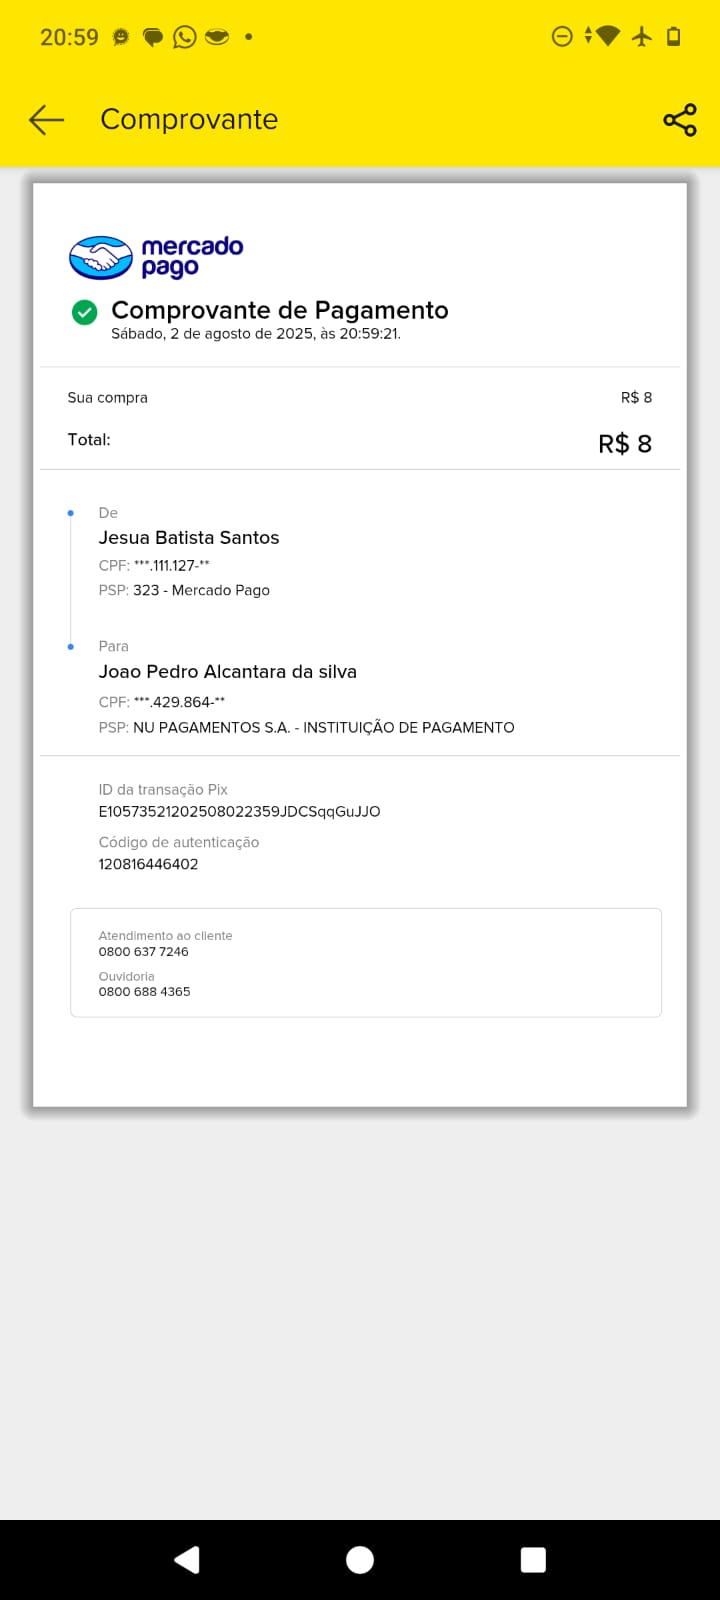 20:59
Comprovante
mercado
pago
Comprovante de Pagamento
Sábado, 2 de agosto de 2025, às 20:59:21.
Sua compra R$ 8
Total: R$ 8
De
Jesua Batista Santos
CPF: ***.111.127-**
PSP: 323 - Mercado Pago
Para
Joao Pedro Alcantara da silva
CPF: ***.429.864-**
PSP: NU PAGAMENTOS S.A. - INSTITUIÇÃO DE PAGAMENTO
ID da transação Pix
E10573521202508022359JDCSqqGuJJO
Código de autenticação
120816446402
Atendimento ao cliente
0800 637 7246
Ouvidoria
0800 688 4365